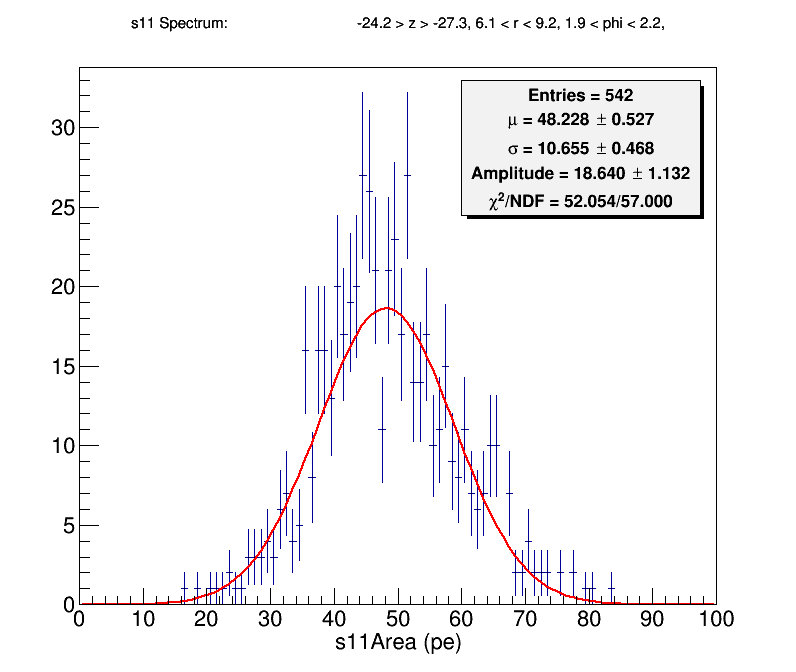 s11 Spectrum: -24.2 > z > -27.3, 6.1 < r < 9.2, 1.9 < phi < 2.2,
Entries = 542
μ = 48.228 ± 0.527
σ = 10.655 ± 0.468
Amplitude = 18.640 ± 1.132
χ²/NDF = 52.054/57.000
30
25
20
15
10
5
0
0 10 20 30 40 50 60 70 80 90 100
s11Area (pe)